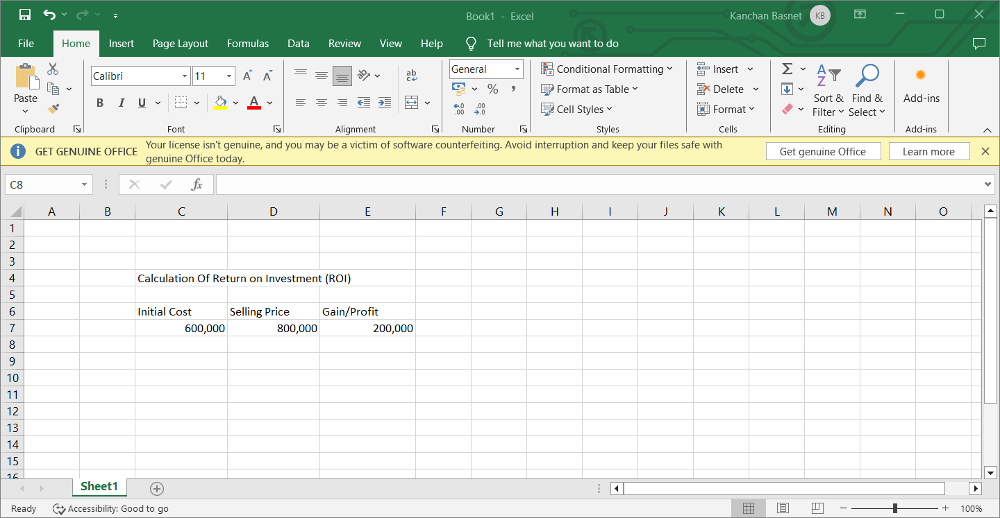 Book1 - Excel
Kanchan Basnet KB
File Home Insert Page Layout Formulas Data Review View Help Tell me what you want to do
Paste
Clipboard
Calibri 11
B I U A
Font
ab
Alignment
General
% ,
Number
Conditional Formatting
Format as Table
Cell Styles
Styles
Insert
Delete
Format
Cells
Sort & Filter
Find & Select
Editing
Add-ins
Add-ins
GET GENUINE OFFICE
Your license isn't genuine, and you may be a victim of software counterfeiting. Avoid interruption and keep your files safe with
genuine Office today.
Get genuine Office
Learn more
C8 fx
A B C D E F G H I J K L M N O
1
2
3
4 Calculation Of Return on Investment (ROI)
5
6 Initial Cost Selling Price Gain/Profit
7 600,000 800,000 200,000
8
9
10
11
12
13
14
15
16
Sheet1
Ready Accessibility: Good to go 100%